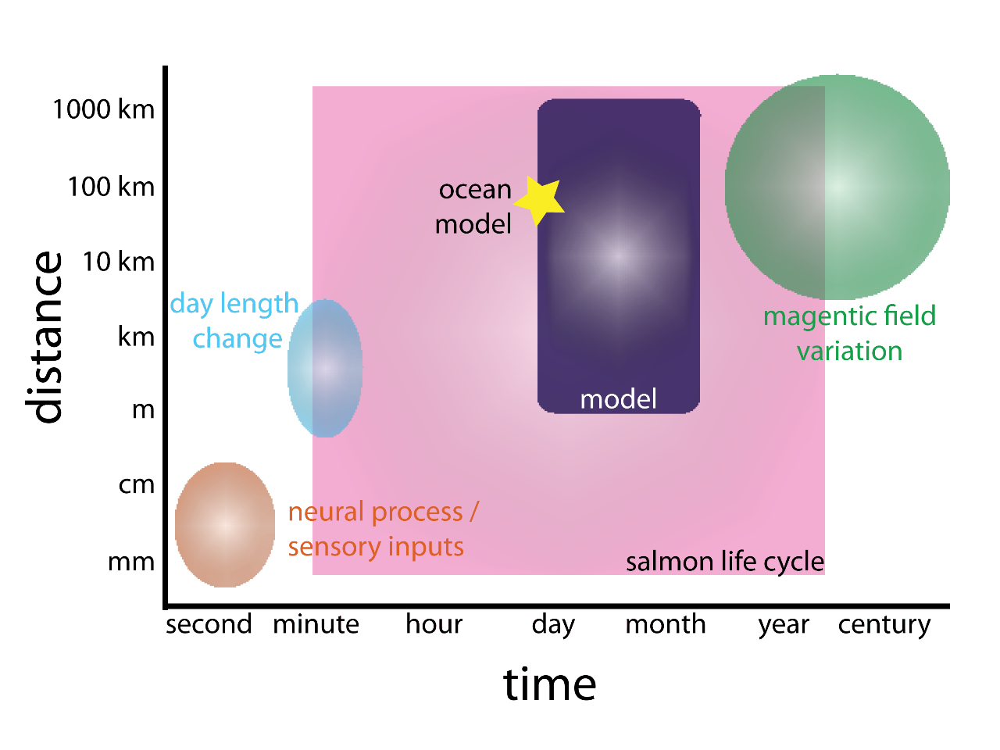 1000 km
100 km
10 km
km
m
cm
mm
distance
ocean
model
day length
change
magentic field
variation
model
neural process /
sensory inputs
salmon life cycle
second minute hour day month year century
time